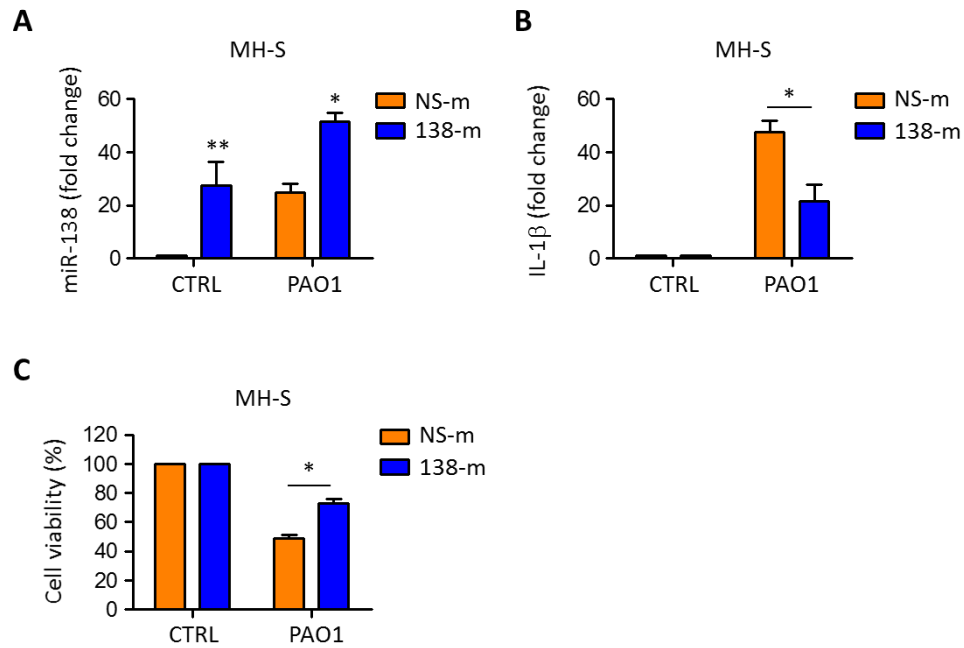 A
MH-S
miR-138 (fold change)
60
40
20
0
**
*
CTRL
PAO1
NS-m
138-m
B
MH-S
IL-1β (fold change)
60
40
20
0
*
CTRL
PAO1
NS-m
138-m
C
MH-S
Cell viability (%)
120
100
80
60
40
20
0
*
CTRL
PAO1
NS-m
138-m